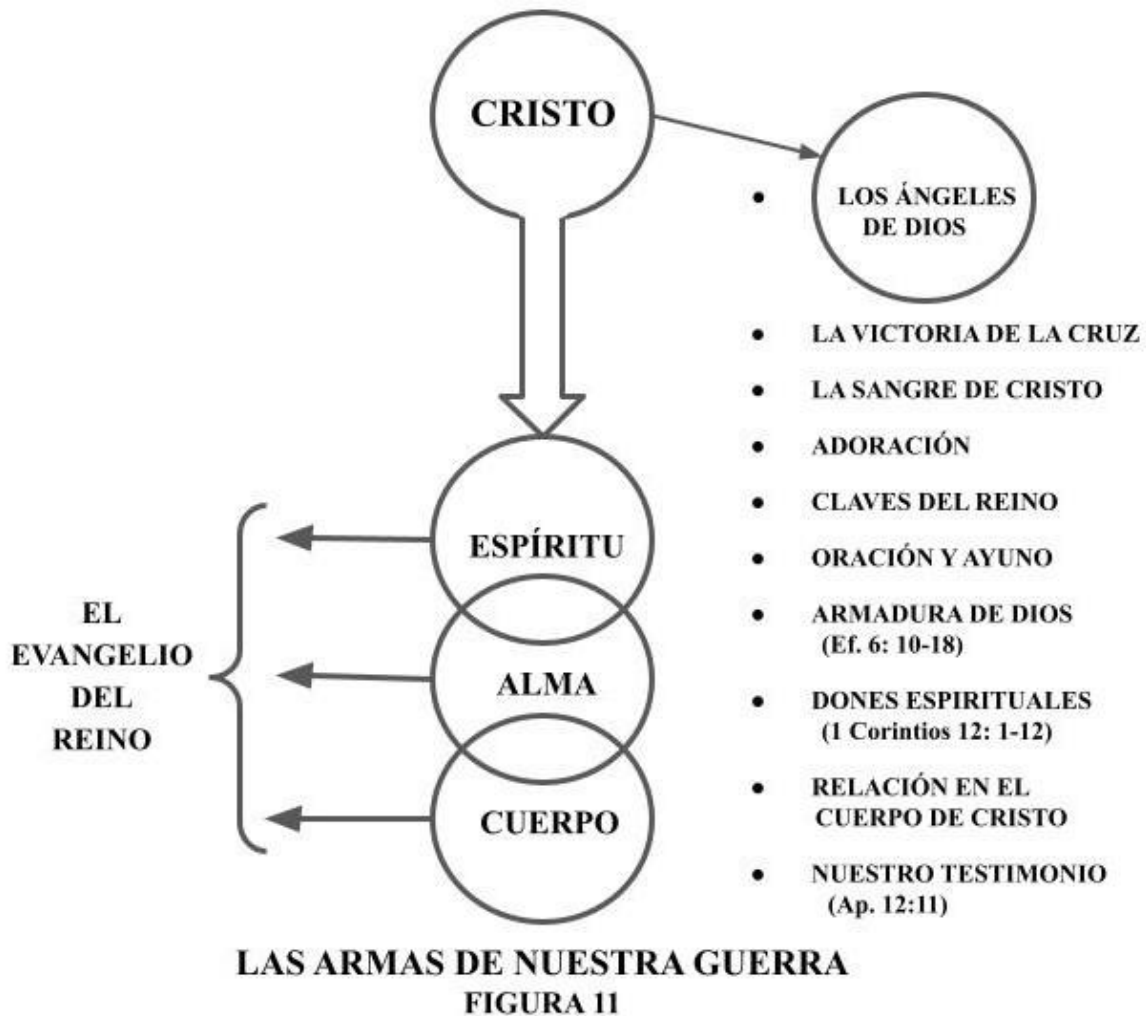 CRISTO
LOS ÁNGELES
DE DIOS
• LA VICTORIA DE LA CRUZ
• LA SANGRE DE CRISTO
• ADORACIÓN
• CLAVES DEL REINO
• ORACIÓN Y AYUNO
• ARMADURA DE DIOS
(Ef. 6: 10-18)
• DONES ESPIRITUALES
(1 Corintios 12: 1-12)
• RELACIÓN EN EL
CUERPO DE CRISTO
• NUESTRO TESTIMONIO
(Ap. 12:11)
ESPÍRITU
ALMA
CUERPO
EL
EVANGELIO
DEL
REINO
LAS ARMAS DE NUESTRA GUERRA
FIGURA 11